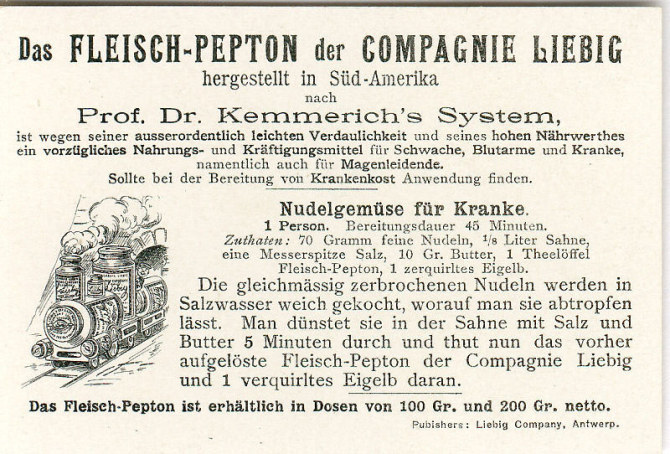 Das FLEISCH-PEPTON der COMPAGNIE LIEBIG
hergestellt in Süd-Amerika
nach
Prof. Dr. Kemmerich's System,
ist wegen seiner ausserordentlich leichten Verdaulichkeit und seines hohen Nährwerthes
ein vorzügliches Nahrungs- und Kräftigungsmittel für Schwache, Blutarme und Kranke,
namentlich auch für Magenleidende.
Sollte bei der Bereitung von Krankenkost Anwendung finden.
Nudelgemüse für Kranke.
1 Person. Bereitungsdauer 45 Minuten.
Zuthaten: 70 Gramm feine Nudeln, 1/8 Liter Sahne,
eine Messerspitze Salz, 10 Gr. Butter, 1 Theelöffel
Fleisch-Pepton, 1 zerquirltes Eigelb.
Die gleichmässig zerbrochenen Nudeln werden in
Salzwasser weich gekocht, worauf man sie abtropfen
lässt. Man dünstet sie in der Sahne mit Salz und
Butter 5 Minuten durch und thut nun das vorher
aufgelöste Fleisch-Pepton der Compagnie Liebig
und 1 verquirltes Eigelb daran.
Liebig
Das Fleisch-Pepton ist erhältlich in Dosen von 100 Gr. und 200 Gr. netto.
Pubishers: Liebig Company, Antwerp.